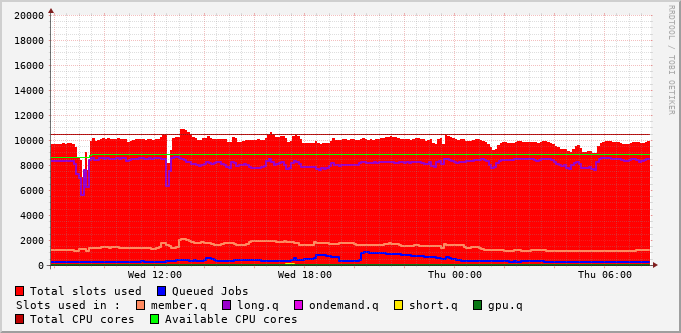 20000
18000
16000
14000
12000
10000
8000
6000
4000
2000
0
Wed 12:00 Wed 18:00 Thu 00:00 Thu 06:00
RRDTOOL / TOBI OETIKER
Total slots used Queued Jobs
Slots used in : member.q long.q ondemand.q short.q gpu.q
Total CPU cores Available CPU cores